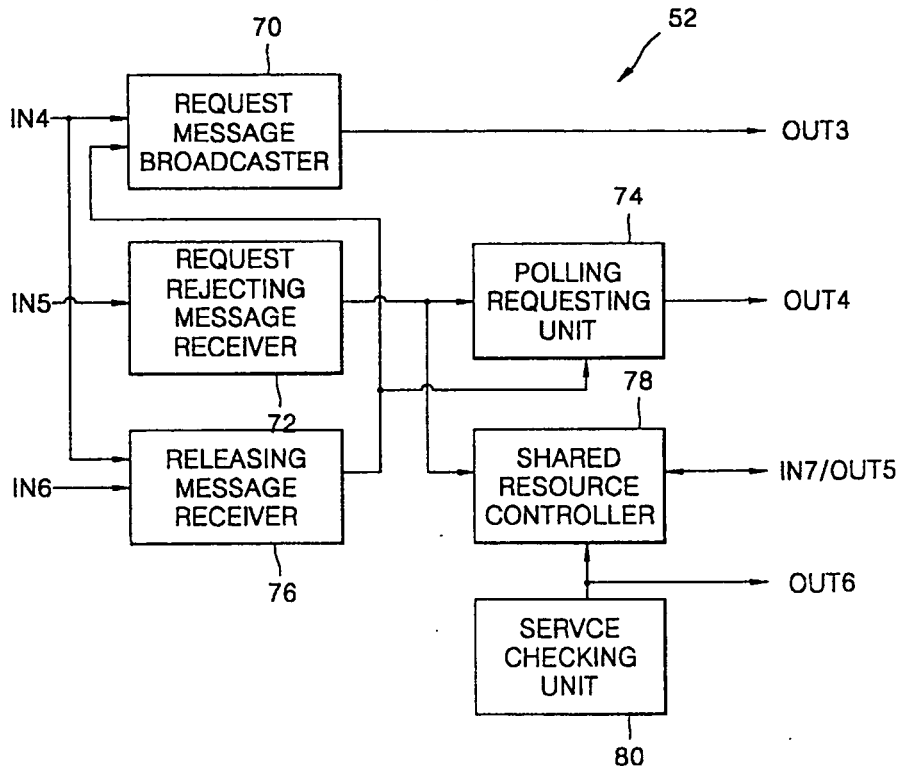 52
70
REQUEST
MESSAGE
BROADCASTER
IN4
OUT3
74
REQUEST
REJECTING
MESSAGE
RECEIVER
IN5
72
POLLING
REQUESTING
UNIT
OUT4
78
RELEASING
MESSAGE
RECEIVER
IN6
76
SHARED
RESOURCE
CONTROLLER
IN7/OUT5
OUT6
SERVCE
CHECKING
UNIT
80